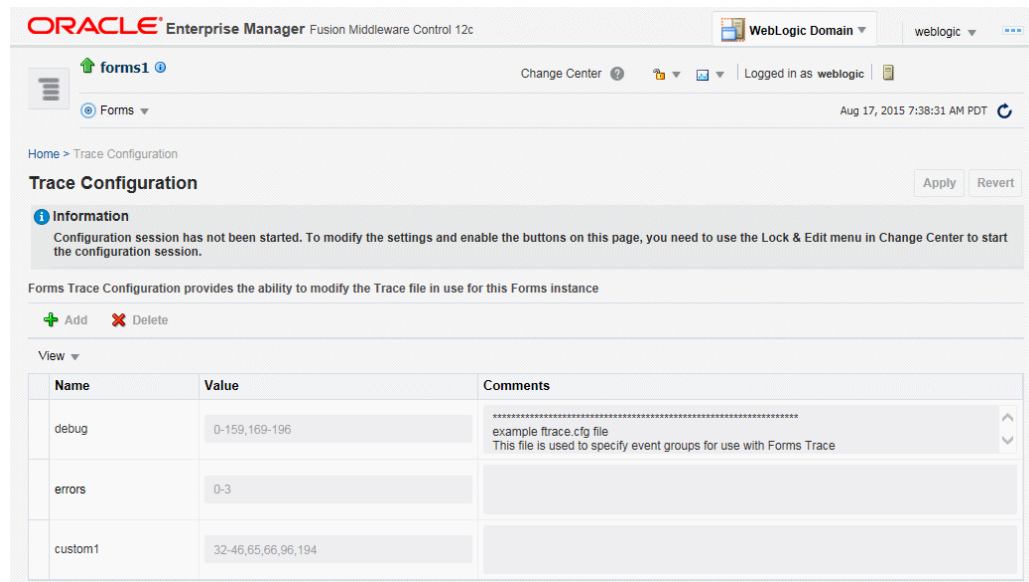 ORACLE Enterprise Manager Fusion Middleware Control 12c
WebLogic Domain
weblogic
forms1
Change Center
Logged in as weblogic
Forms
Aug 17, 2015 7:38:31 AM PDT
Home > Trace Configuration
Trace Configuration
Apply
Revert
Information
Configuration session has not been started. To modify the settings and enable the buttons on this page, you need to use the Lock & Edit menu in Change Center to start
the configuration session.
Forms Trace Configuration provides the ability to modify the Trace file in use for this Forms instance
Add
Delete
View
Name Value Comments
debug
0-159,169-196
********************************************************************
example ftrace.cfg file
This file is used to specify event groups for use with Forms Trace
errors
0-3
custom1
32-46,65,66,96,194